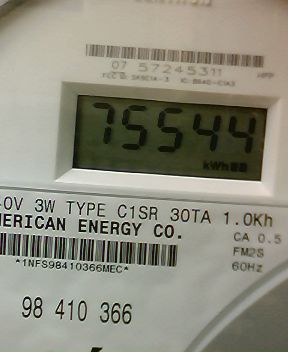 07 57245311
75544
kWh
0V 3W TYPE C1SR 30TA 1.0Kh
MERICAN ENERGY CO.
CA 0.5
FM2S
*1NFS98410366MEC*
60Hz
98 410 366